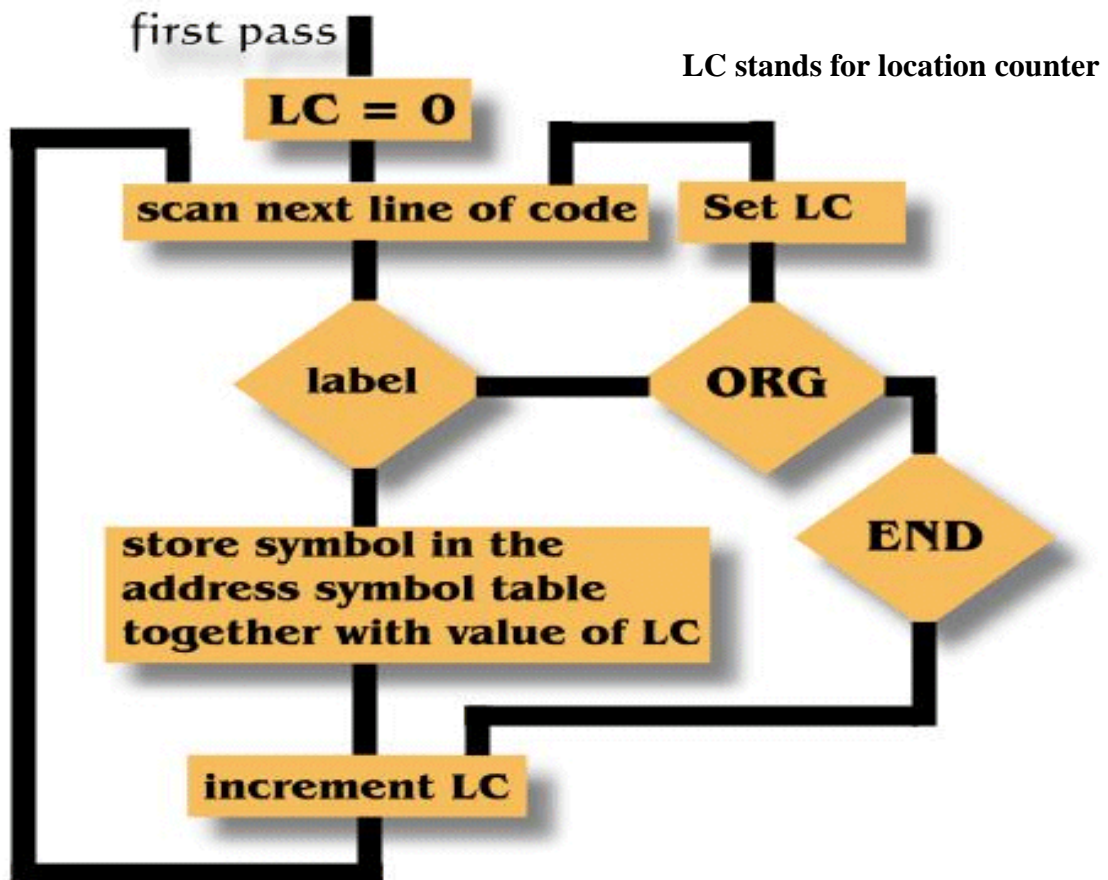 first pass
LC stands for location counter
LC = 0
scan next line of code
Set LC
label
ORG
END
store symbol in the
address symbol table
together with value of LC
increment LC